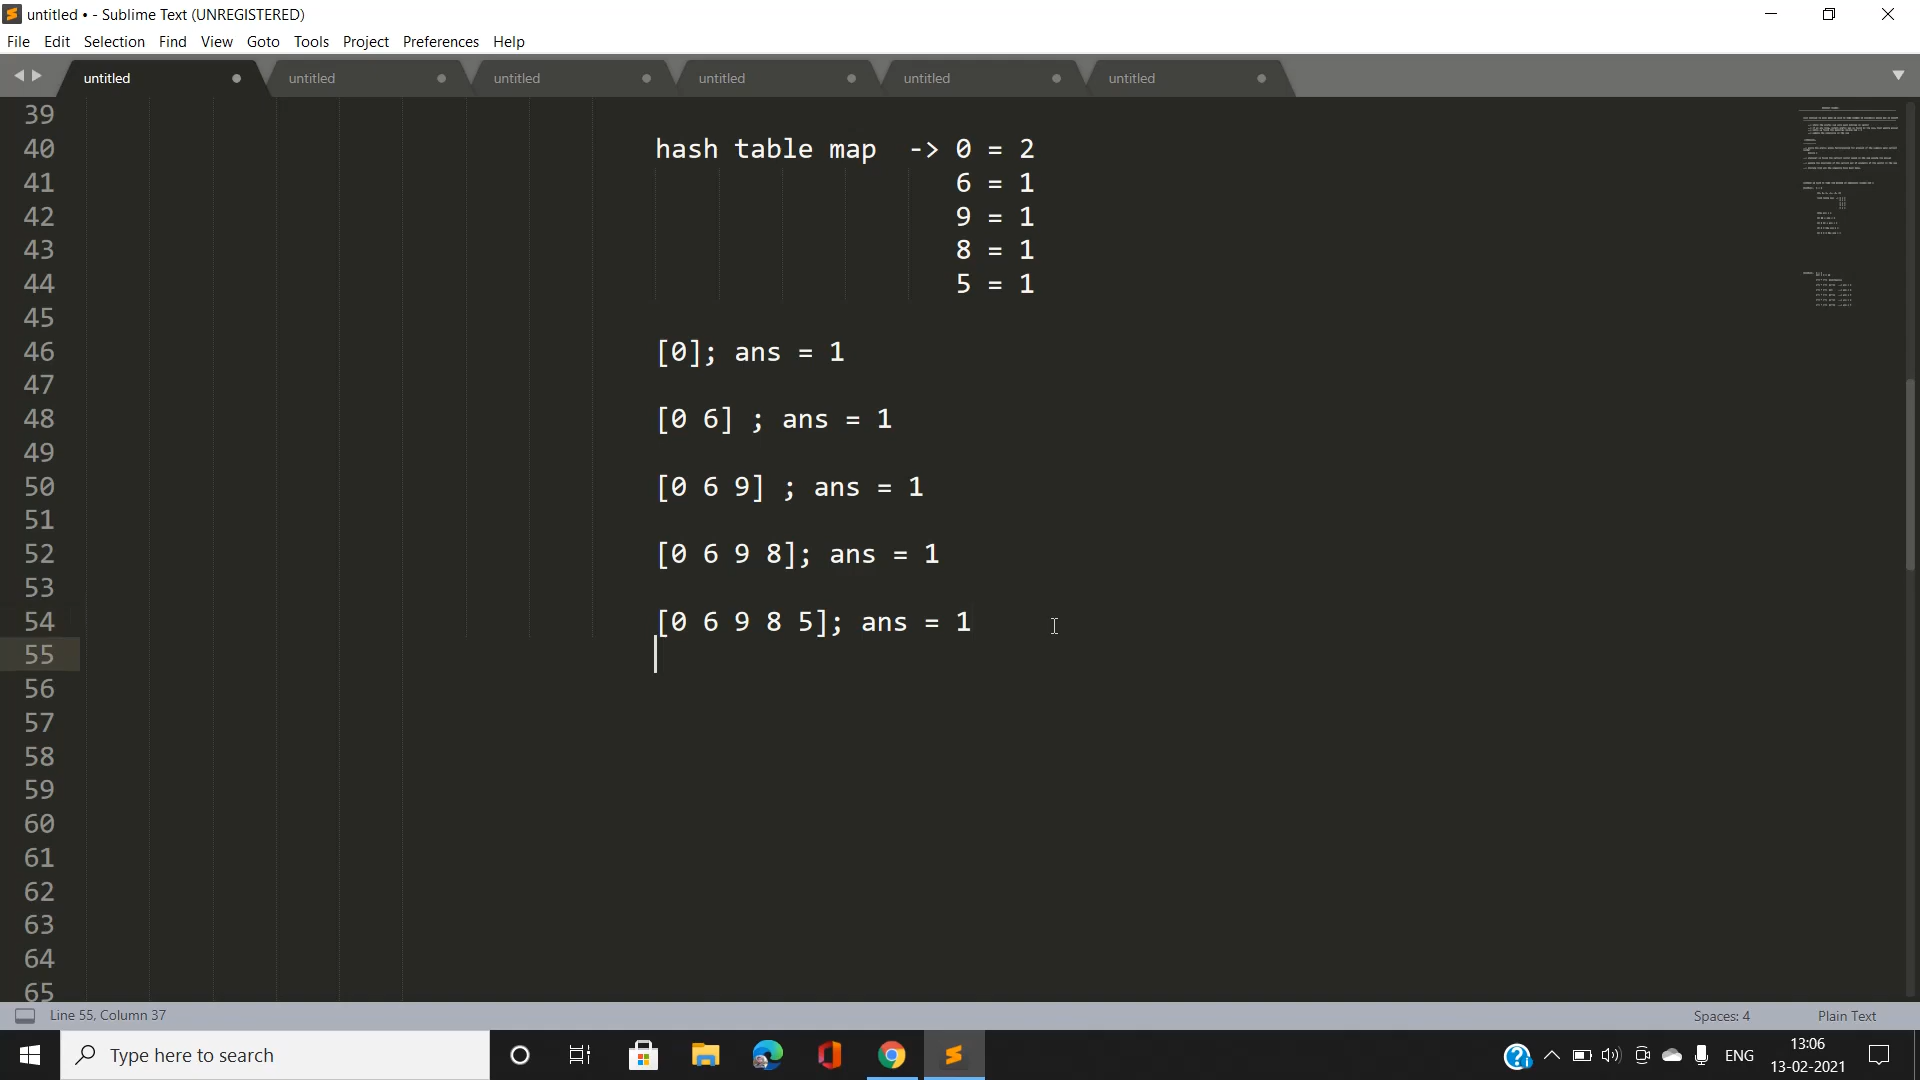 untitled • - Sublime Text (UNREGISTERED)
File Edit Selection Find View Goto Tools Project Preferences Help
untitled untitled untitled untitled untitled untitled
39
40 hash table map -> 0 = 2
41 6 = 1
42 9 = 1
43 8 = 1
44 5 = 1
45
46 [0]; ans = 1
47
48 [0 6] ; ans = 1
49
50 [0 6 9] ; ans = 1
51
52 [0 6 9 8]; ans = 1
53
54 [0 6 9 8 5]; ans = 1
55
56
57
58
59
60
61
62
63
64
65
Line 55, Column 37 Spaces: 4 Plain Text
Type here to search ENG 13:06
13-02-2021